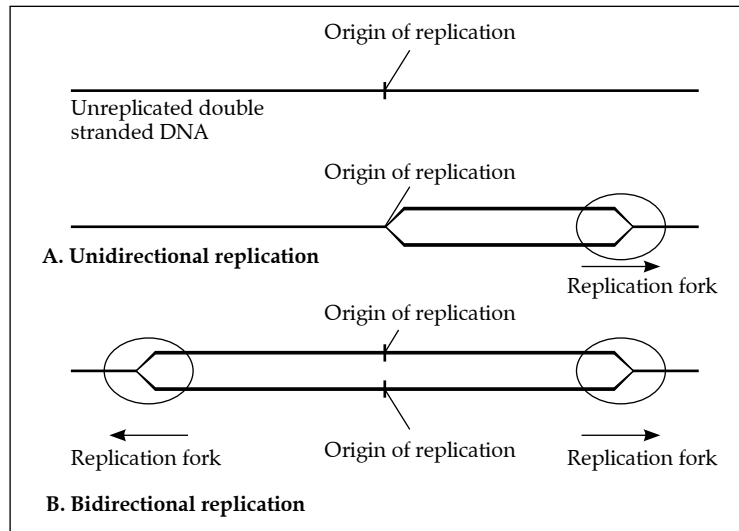 Origin of replication
Unreplicated double
stranded DNA
Origin of replication
A. Unidirectional replication
Replication fork
Origin of replication
Origin of replication
Replication fork
Replication fork
B. Bidirectional replication